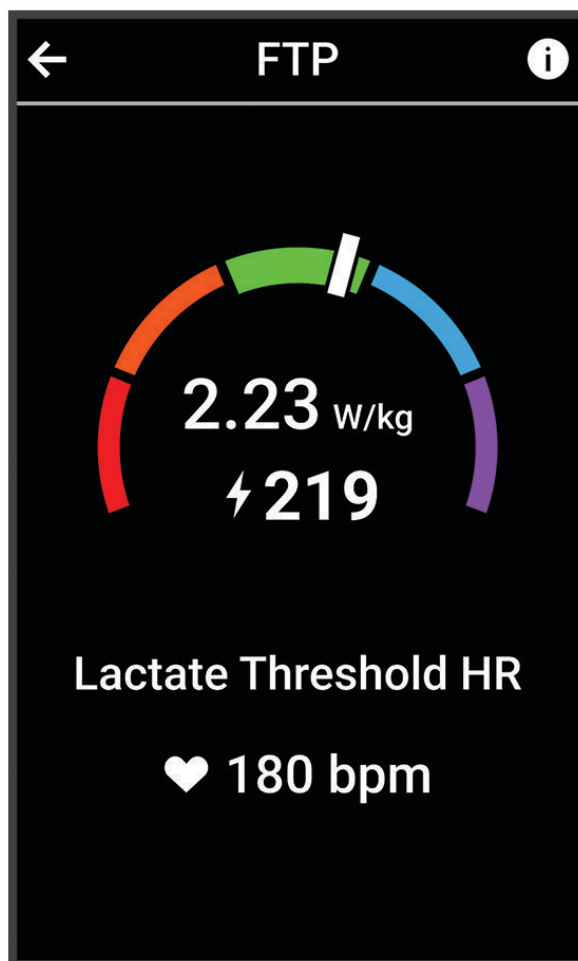 FTP
2.23 W/kg
219
Lactate Threshold HR
180 bpm